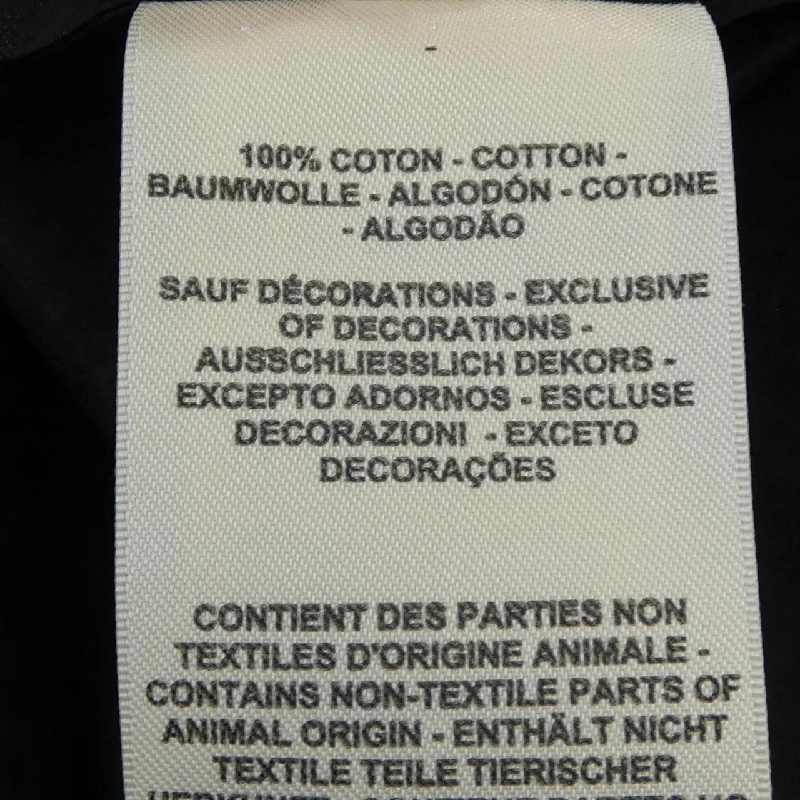 100% COTON - COTTON -
BAUMWOLLE - ALGODÓN - COTONE
- ALGODÃO
SAUF DÉCORATIONS - EXCLUSIVE
OF DECORATIONS -
AUSSCHLIESSLICH DEKORS -
EXCEPTO ADORNOS - ESCLUSE
DECORAZIONI - EXCETO
DECORAÇÕES
CONTIENT DES PARTIES NON
TEXTILES D'ORIGINE ANIMALE -
CONTAINS NON-TEXTILE PARTS OF
ANIMAL ORIGIN - ENTHÄLT NICHT
TEXTILE TEILE TIERISCHER